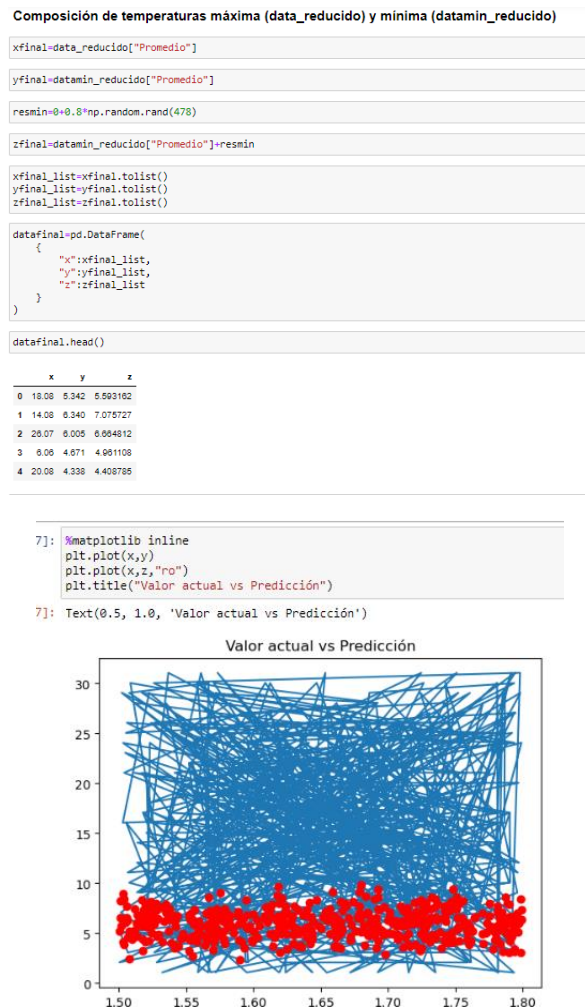 Composición de temperaturas máxima (data_reducido) y mínima (datamin_reducido)
xfinal=data_reducido["Promedio"]
yfinal=datamin_reducido["Promedio"]
resmin=0+0.8*np.random.rand(478)
zfinal=datamin_reducido["Promedio"]+resmin
xfinal_list=xfinal.tolist()
yfinal_list=yfinal.tolist()
zfinal_list=zfinal.tolist()
datafinal=pd.DataFrame(
{
"x":xfinal_list,
"y":yfinal_list,
"z":zfinal_list
}
)
datafinal.head()
x y z
0 18.08 5.342 5.593162
1 14.08 6.340 7.075727
2 26.07 6.005 6.664812
3 6.06 4.671 4.961108
4 20.08 4.338 4.408785
7]: %matplotlib inline
plt.plot(x,y)
plt.plot(x,z,"ro")
plt.title("Valor actual vs Predicción")
7]: Text(0.5, 1.0, 'Valor actual vs Predicción')
Valor actual vs Predicción
30
25
20
15
10
5
0
1.50 1.55 1.60 1.65 1.70 1.75 1.80